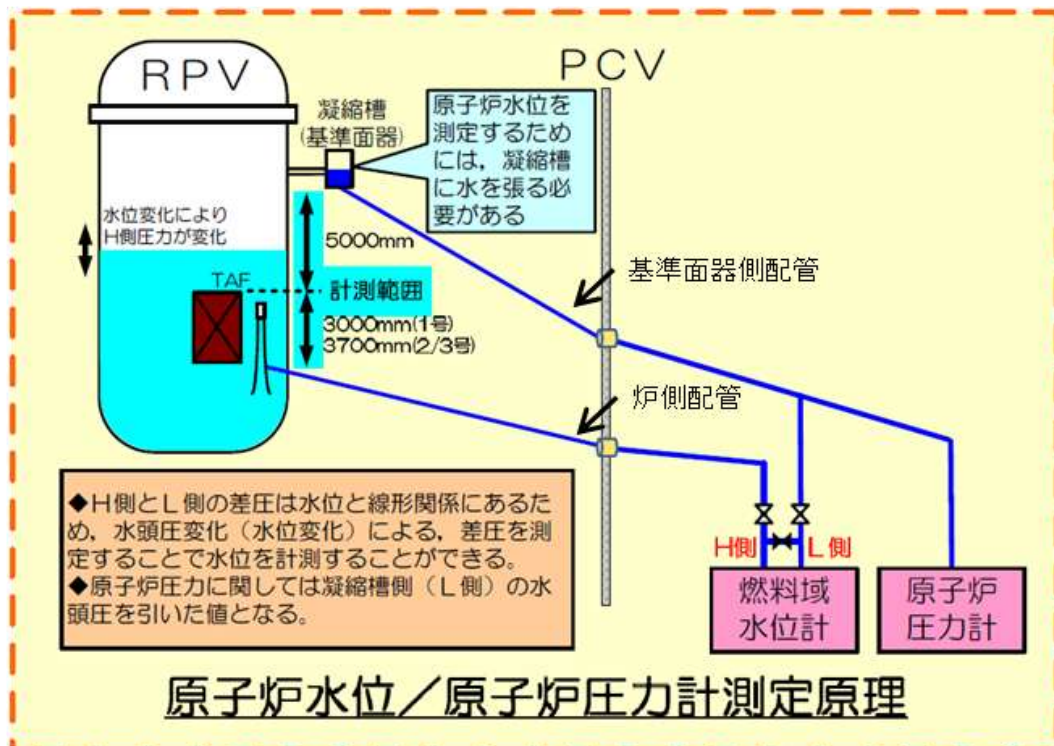 RPV
PCV
凝縮槽
(基準面器)
原子炉水位を
測定するため
には，凝縮槽
に水を張る必
要がある
水位変化により
H側圧力が変化
5000mm
基準面器側配管
TAF
計測範囲
3000mm(1号)
3700mm(2/3号)
炉側配管
◆H側とL側の差圧は水位と線形関係にあるた
め，水頭圧変化（水位変化）による，差圧を測
定することで水位を計測することができる。
◆原子炉圧力に関しては凝縮槽側（L側）の水
頭圧を引いた値となる。
H側
L側
燃料域
水位計
原子炉
圧力計
原子炉水位／原子炉圧力計測定原理